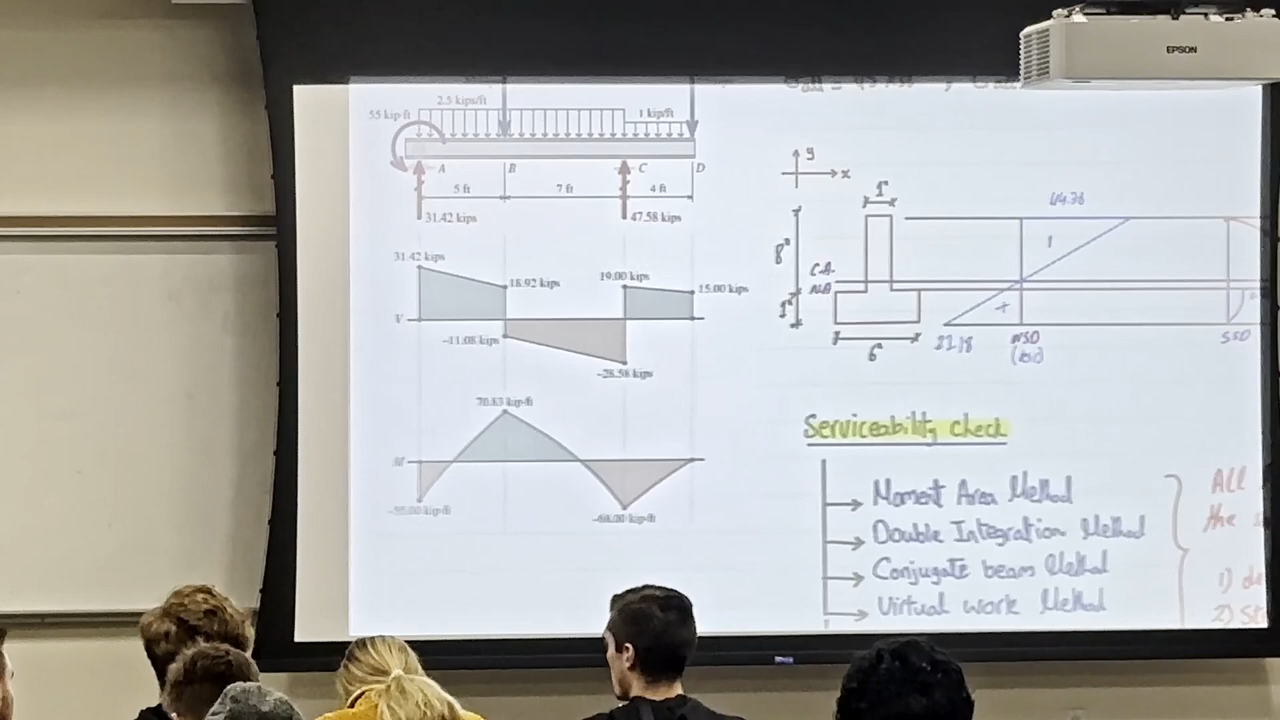 EPSON
2.5 kips/ft
55 kip·ft
1 kip/ft
A
B
C
D
5 ft
7 ft
4 ft
31.42 kips
47.58 kips
31.42 kips
18.92 kips
19.00 kips
15.00 kips
V
-11.08 kips
-28.58 kips
70.83 kip·ft
M
-55.00 kip·ft
-68.00 kip·ft
y
x
1"
8"
C.A.
N.A
1"
6"
1
+
NSD
SSD
Serviceability check
Moment Area Method
Double Integration Method
Conjugate beam Method
Virtual work Method
All
the
1)
2)